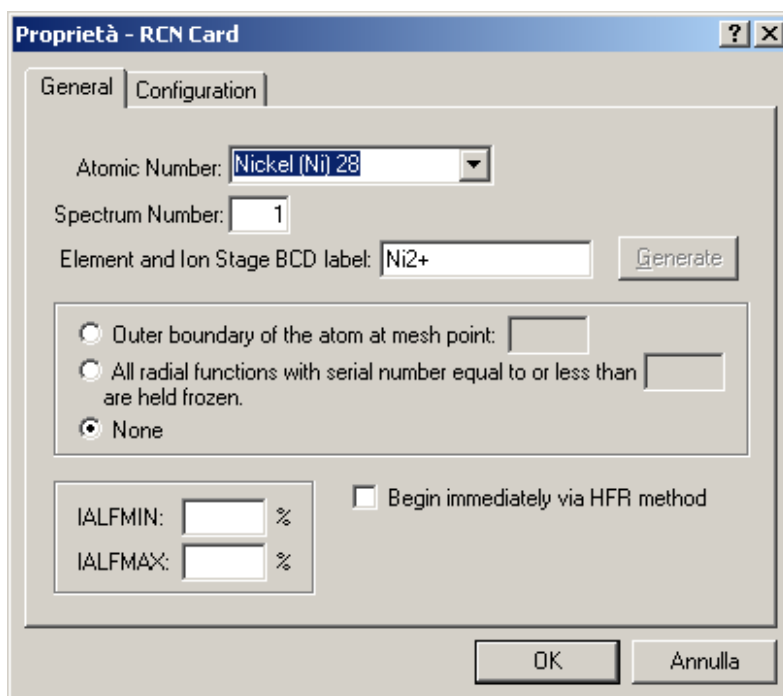 Proprietà - RCN Card
General Configuration
Atomic Number: Nickel (Ni) 28
Spectrum Number: 1
Element and Ion Stage BCD label: Ni2+ Generate
Outer boundary of the atom at mesh point:
All radial functions with serial number equal to or less than
are held frozen.
None
IALFMIN: %
Begin immediately via HFR method
IALFMAX: %
OK Annulla